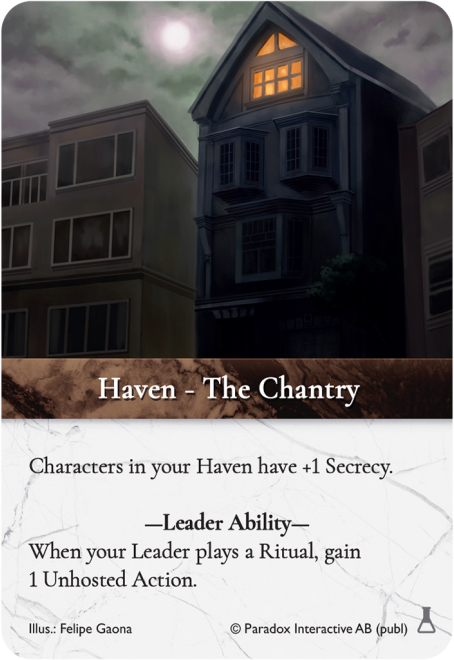 Haven - The Chantry
Characters in your Haven have +1 Secrecy.
—Leader Ability—
When your Leader plays a Ritual, gain
1 Unhosted Action.
Illus.: Felipe Gaona
© Paradox Interactive AB (publ)